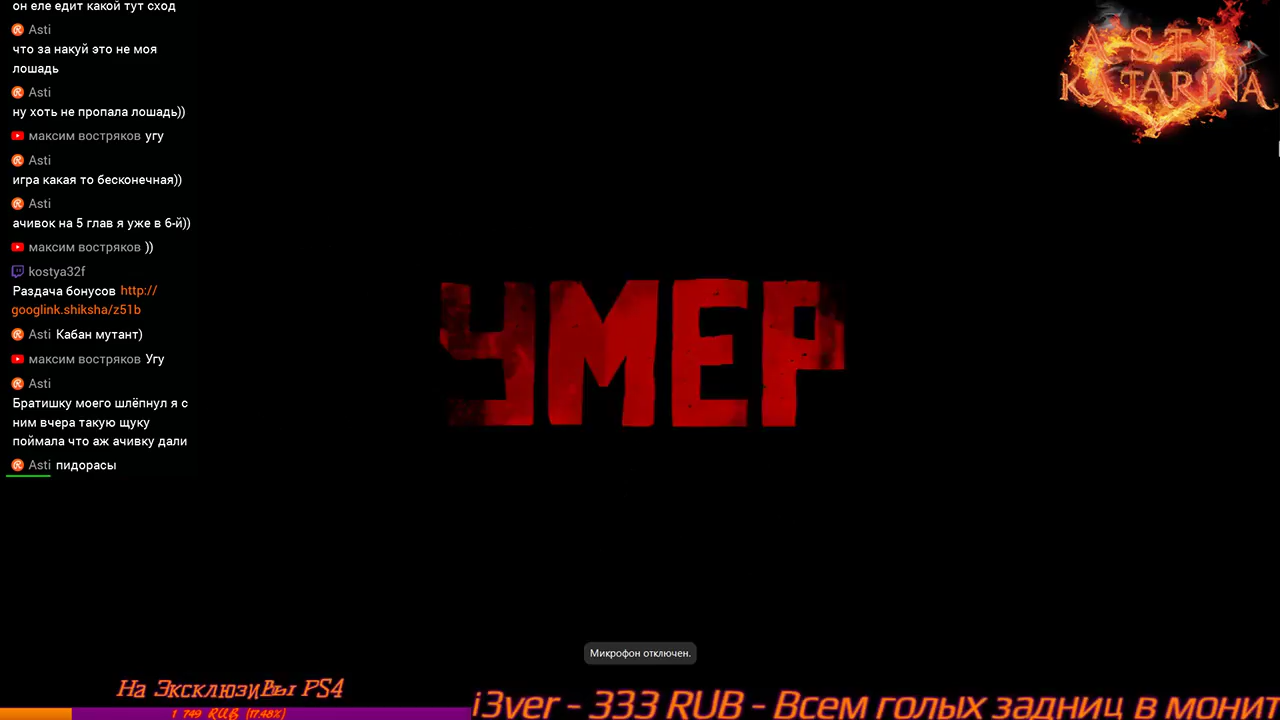 он еле едит какой тут сход
Asti
что за накуй это не моя
лошадь
Asti
ну хоть не пропала лошадь))
максим востряков угу
Asti
игра какая то бесконечная))
Asti
ачивок на 5 глав я уже в 6-й))
максим востряков ))
kostya32f
Раздача бонусов http://
googlink.shiksha/z51b
Asti Кабан мутант)
максим востряков Угу
Asti
Братишку моего шлёпнул я с
ним вчера такую щуку
поймала что аж ачивку дали
Asti пидорасы
ASTI
KATARINA
УМЕР
Микрофон отключен.
На Эксклюзивы PS4
1 749 RUB (17.48%)
i3ver - 333 RUB - Всем голых задниц в монит